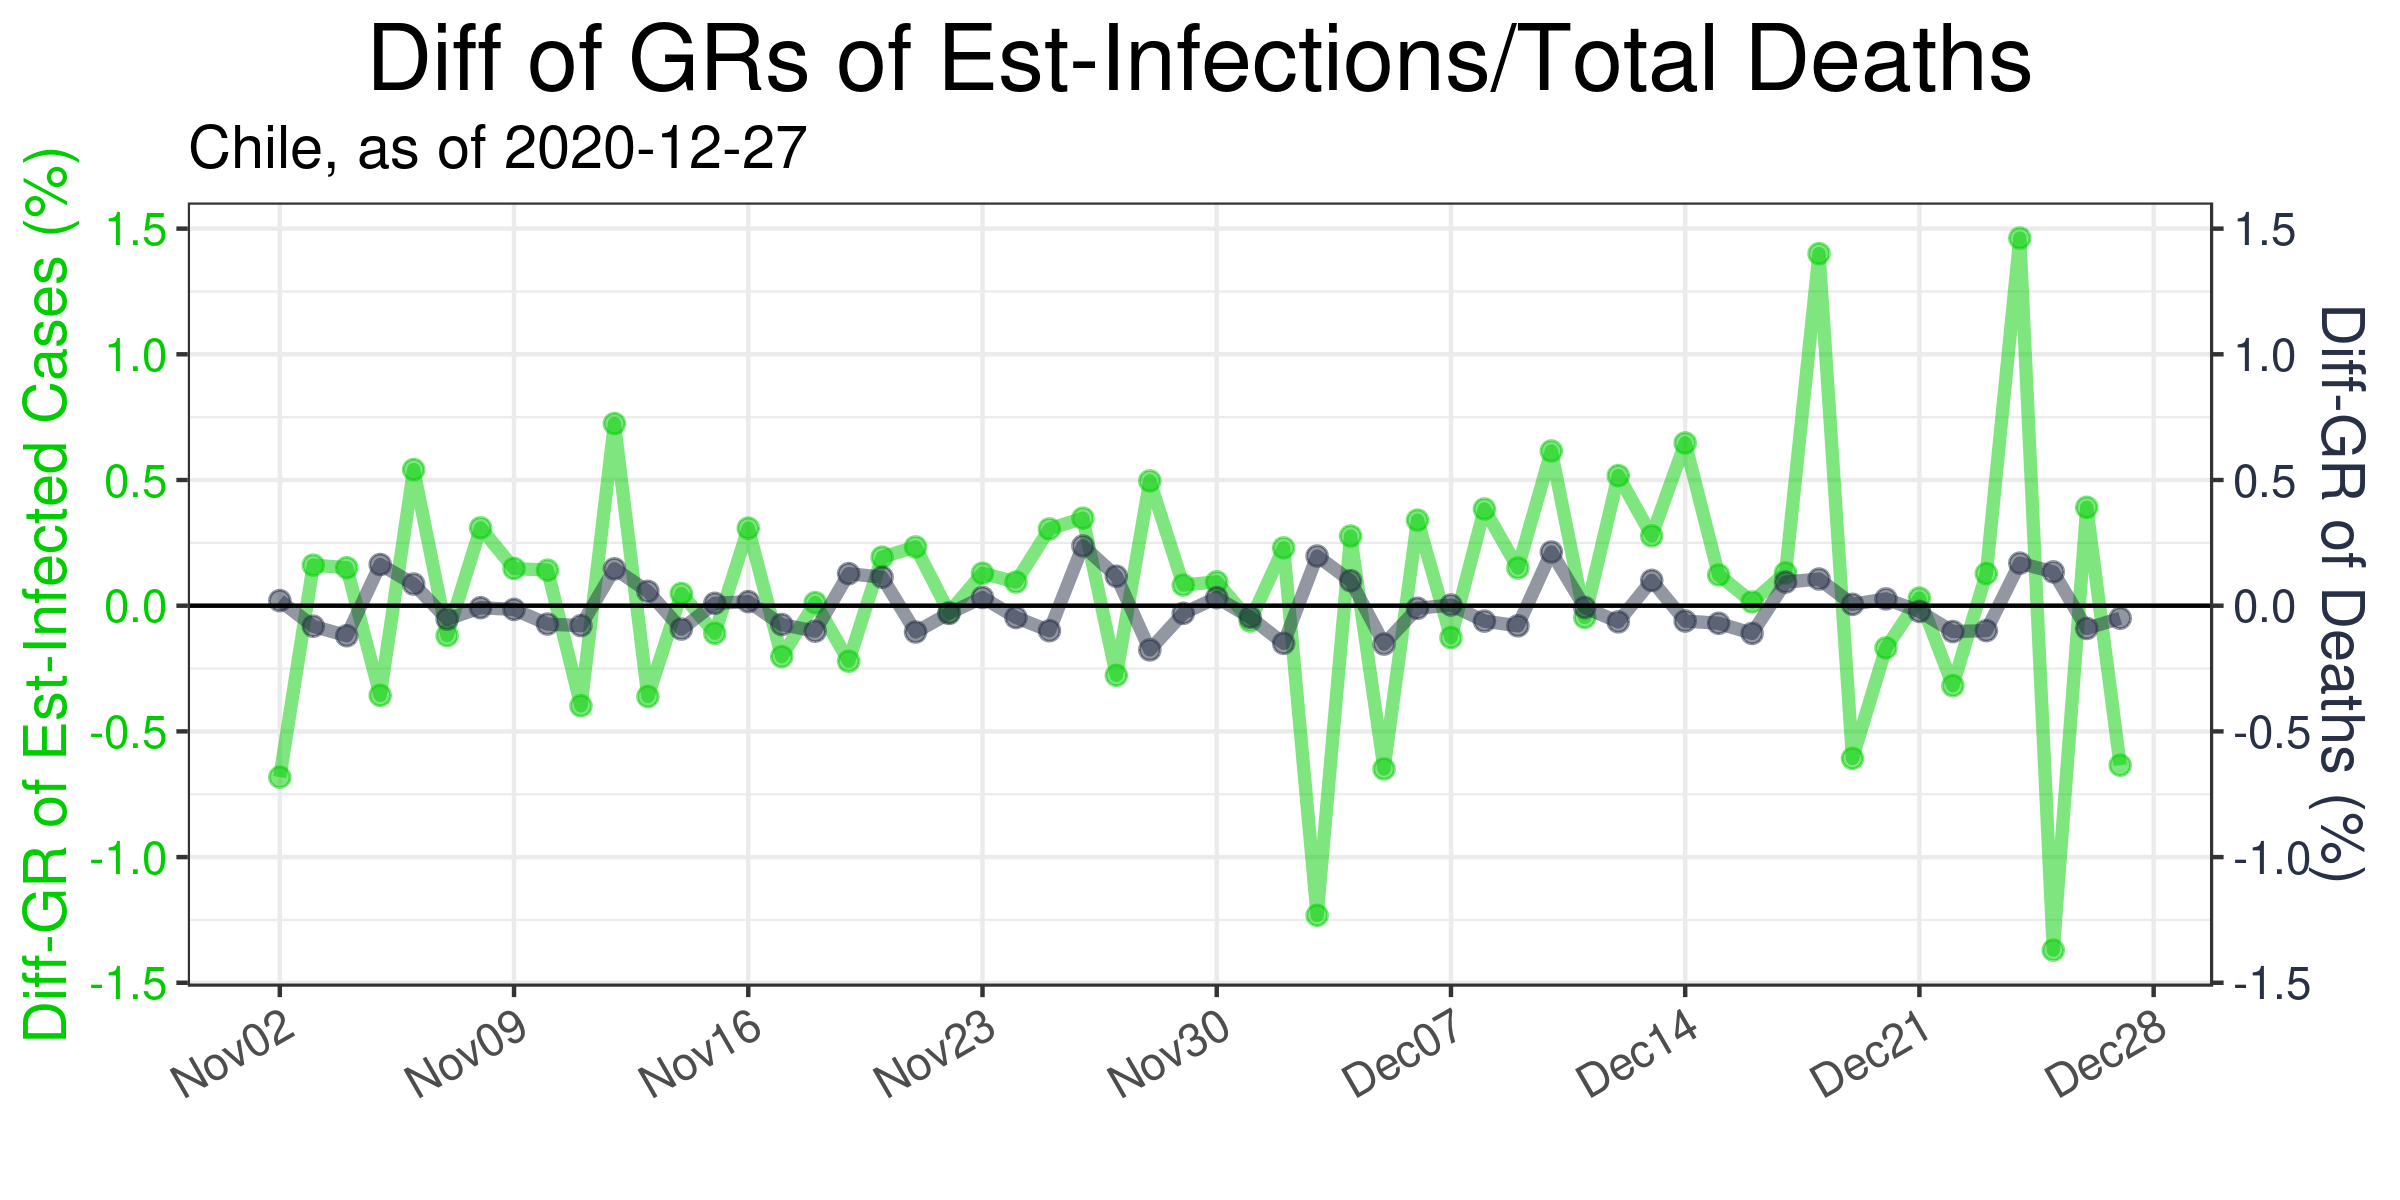 Diff of GRs of Est-Infections/Total Deaths
Chile, as of 2020-12-27
Diff-GR of Est-Infected Cases (%)
1.5
1.0
0.5
0.0
-0.5
-1.0
-1.5
1.5
1.0
0.5
0.0
-0.5
-1.0
-1.5
Diff-GR of Deaths (%)
Nov02
Nov09
Nov16
Nov23
Nov30
Dec07
Dec14
Dec21
Dec28